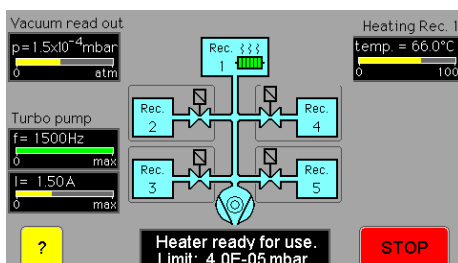 Vacuum read out
p=1.5x10⁻⁴mbar
0 atm
Turbo pump
f= 1500Hz
0 max
I= 1.50A
0 max
Rec. 1
Rec. 2
Rec. 4
Rec. 3
Rec. 5
Heating Rec. 1
temp. = 66.0°C
0 100
?
Heater ready for use.
Limit: 4.0E-05 mbar
STOP